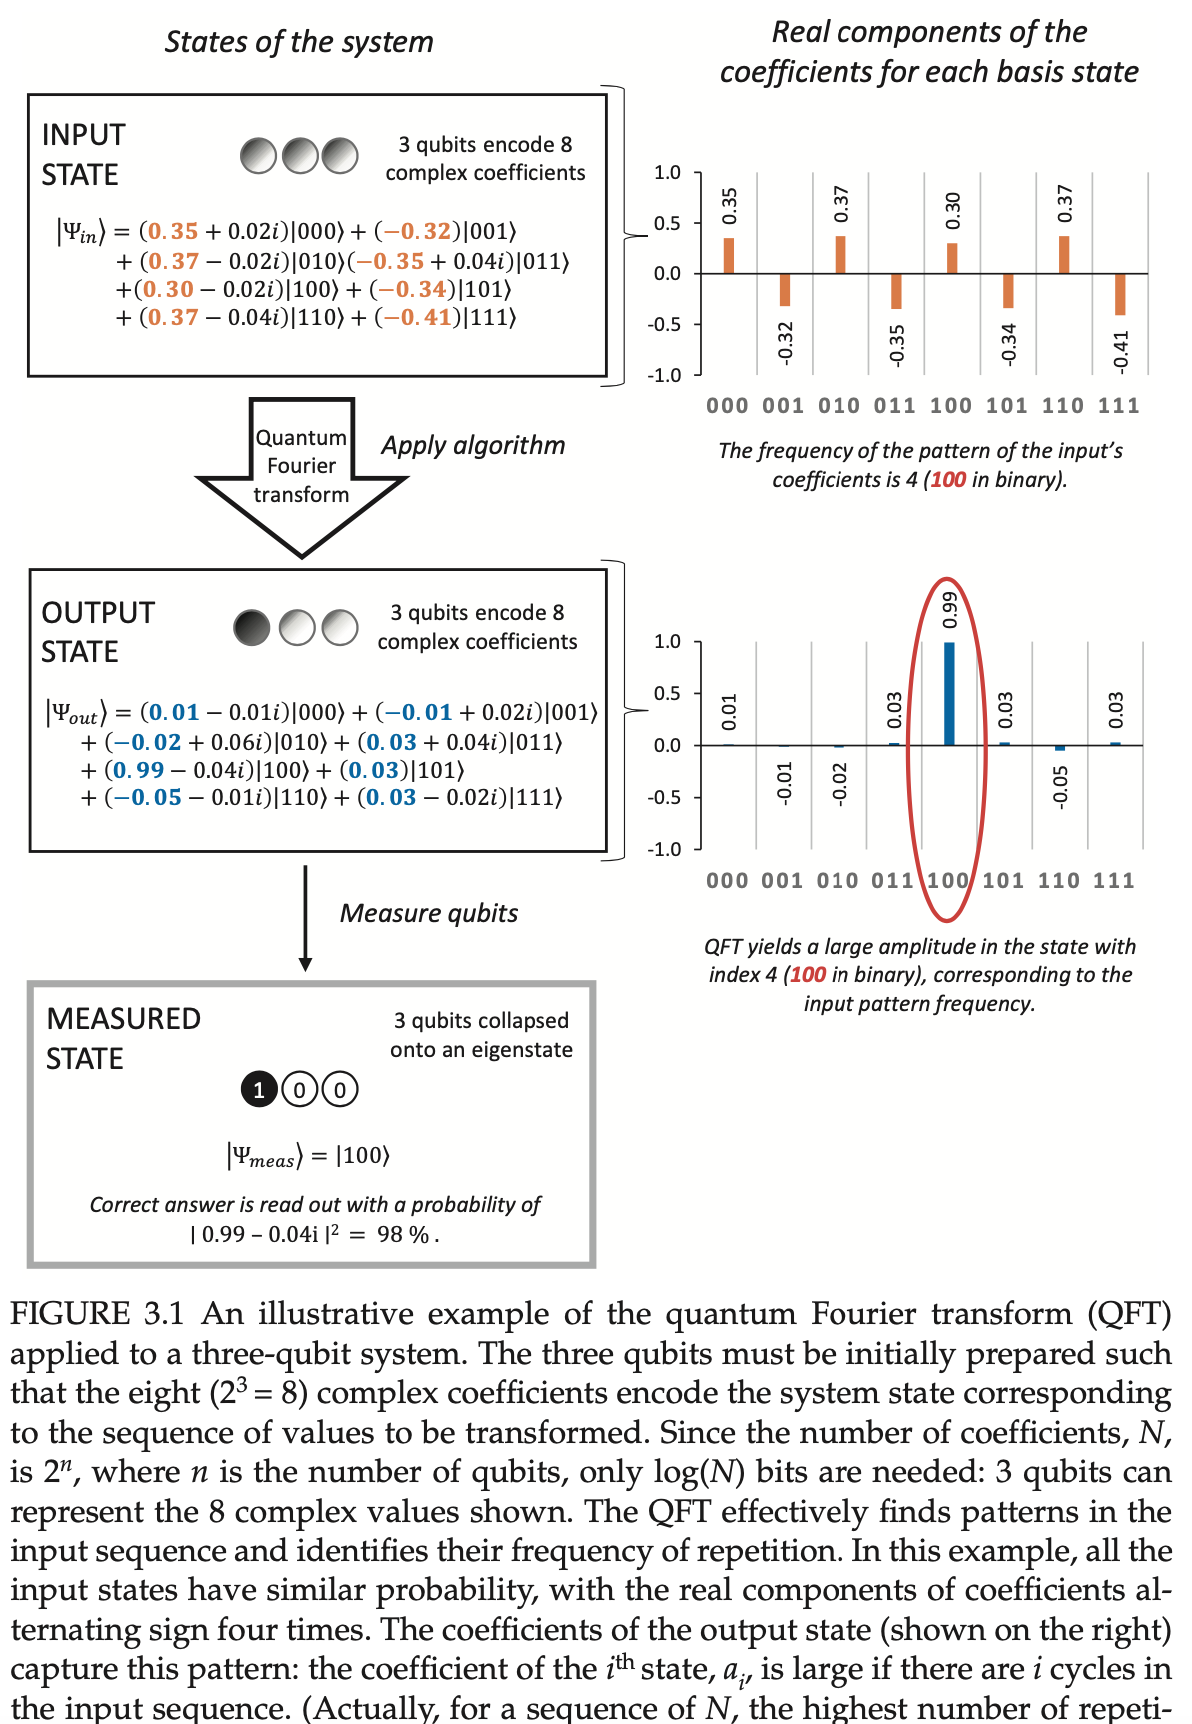 States of the system
Real components of the
coefficients for each basis state
INPUT
STATE
3 qubits encode 8
complex coefficients
|Ψin⟩ = (0.35 + 0.02i)|000⟩ + (−0.32)|001⟩
+ (0.37 − 0.02i)|010⟩(−0.35 + 0.04i)|011⟩
+(0.30 − 0.02i)|100⟩ + (−0.34)|101⟩
+ (0.37 − 0.04i)|110⟩ + (−0.41)|111⟩
1.0
0.5
0.0
-0.5
-1.0
0.35
-0.32
0.37
-0.35
0.30
-0.34
0.37
-0.41
000 001 010 011 100 101 110 111
The frequency of the pattern of the input’s
coefficients is 4 (100 in binary).
Quantum
Fourier
transform
Apply algorithm
OUTPUT
STATE
3 qubits encode 8
complex coefficients
|Ψout⟩ = (0.01 − 0.01i)|000⟩ + (−0.01 + 0.02i)|001⟩
+ (−0.02 + 0.06i)|010⟩ + (0.03 + 0.04i)|011⟩
+ (0.99 − 0.04i)|100⟩ + (0.03)|101⟩
+ (−0.05 − 0.01i)|110⟩ + (0.03 − 0.02i)|111⟩
1.0
0.5
0.0
-0.5
-1.0
0.01
-0.01
-0.02
0.03
0.99
0.03
-0.05
0.03
000 001 010 011 100 101 110 111
QFT yields a large amplitude in the state with
index 4 (100 in binary), corresponding to the
input pattern frequency.
Measure qubits
MEASURED
STATE
3 qubits collapsed
onto an eigenstate
1 0 0
|Ψmeas⟩ = |100⟩
Correct answer is read out with a probability of
| 0.99 – 0.04i |² = 98 % .
FIGURE 3.1 An illustrative example of the quantum Fourier transform (QFT)
applied to a three-qubit system. The three qubits must be initially prepared such
that the eight (2³ = 8) complex coefficients encode the system state corresponding
to the sequence of values to be transformed. Since the number of coefficients, N,
is 2ⁿ, where n is the number of qubits, only log(N) bits are needed: 3 qubits can
represent the 8 complex values shown. The QFT effectively finds patterns in the
input sequence and identifies their frequency of repetition. In this example, all the
input states have similar probability, with the real components of coefficients al-
ternating sign four times. The coefficients of the output state (shown on the right)
capture this pattern: the coefficient of the iᵗʰ state, aᵢ, is large if there are i cycles in
the input sequence. (Actually, for a sequence of N, the highest number of repeti-